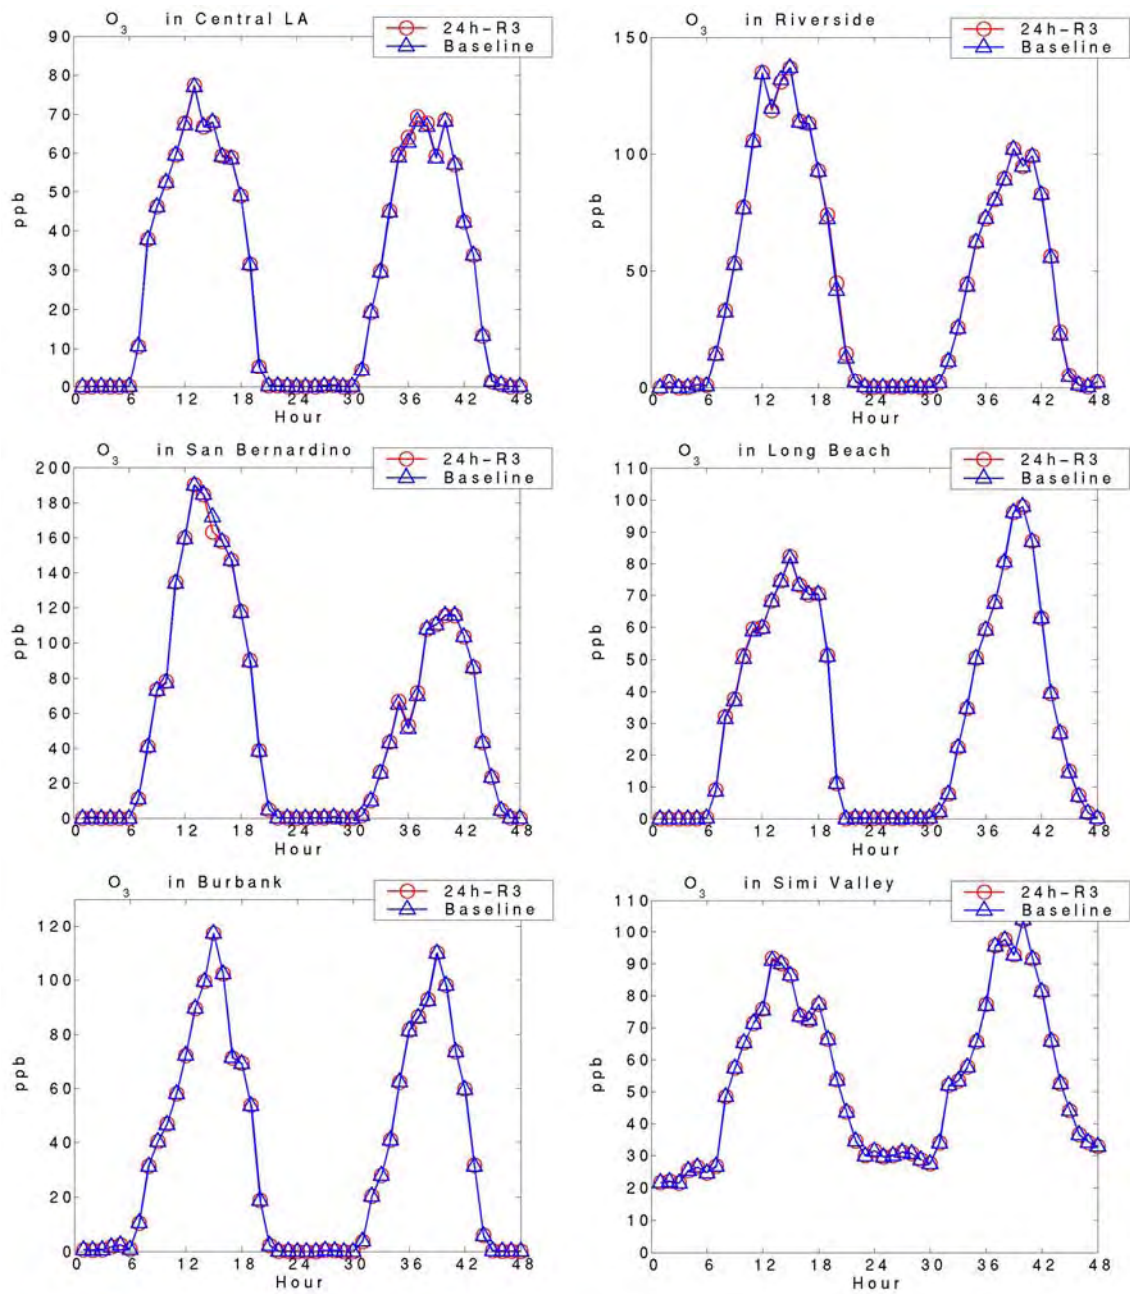 O3 in Central LA
24h-R3
Baseline
90
80
70
60
50
40
30
20
10
0
ppb
0 6 12 18 24 30 36 42 48
Hour
O3 in Riverside
24h-R3
Baseline
150
100
50
0
ppb
0 6 12 18 24 30 36 42 48
Hour
O3 in San Bernardino
24h-R3
Baseline
200
180
160
140
120
100
80
60
40
20
0
ppb
0 6 12 18 24 30 36 42 48
Hour
O3 in Long Beach
24h-R3
Baseline
110
100
90
80
70
60
50
40
30
20
10
0
ppb
0 6 12 18 24 30 36 42 48
Hour
O3 in Burbank
24h-R3
Baseline
120
100
80
60
40
20
0
ppb
0 6 12 18 24 30 36 42 48
Hour
O3 in Simi Valley
24h-R3
Baseline
110
100
90
80
70
60
50
40
30
20
10
0
ppb
0 6 12 18 24 30 36 42 48
Hour